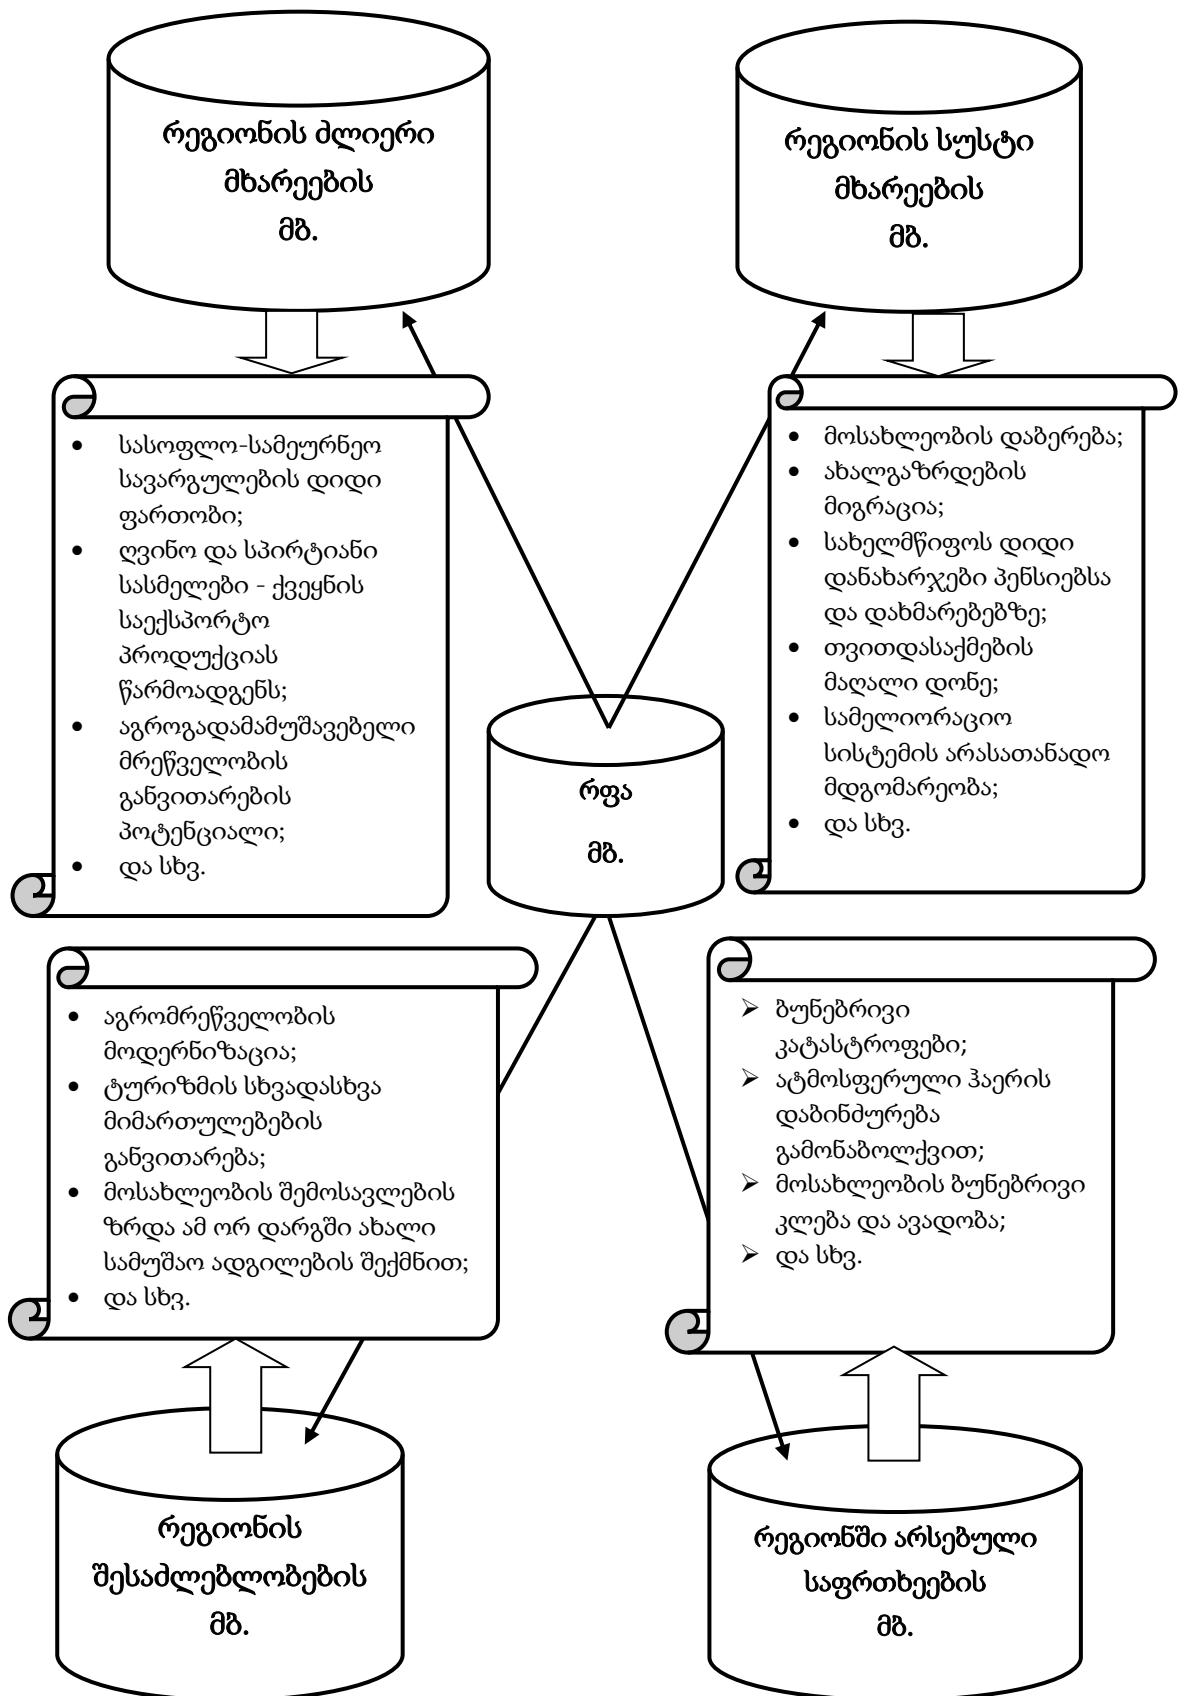 რეგიონის ძლიერი
მხარეების
მბ.
რეგიონის სუსტი
მხარეების
მბ.
• სასოფლო-სამეურნეო
სავარგულების დიდი
ფართობი;
• ღვინო და სპირტიანი
სასმელები - ქვეყნის
საექსპორტო
პროდუქციას
წარმოადგენს;
• აგროგადამამუშავებელი
მრეწველობის
განვითარების
პოტენციალი;
• და სხვ.
• მოსახლეობის დაბერება;
• ახალგაზრდების
მიგრაცია;
• სახელმწიფოს დიდი
დანახარჯები პენსიებსა
და დახმარებებზე;
• თვითდასაქმების
მაღალი დონე;
• სამელიორაციო
სისტემის არასათანადო
მდგომარეობა;
• და სხვ.
რფა
მბ.
• აგრომრეწველობის
მოდერნიზაცია;
• ტურიზმის სხვადასხვა
მიმართულებების
განვითარება;
• მოსახლეობის შემოსავლების
ზრდა ამ ორ დარგში ახალი
სამუშაო ადგილების შექმნით;
• და სხვ.
➢ ბუნებრივი
კატასტროფები;
➢ ატმოსფერული ჰაერის
დაბინძურება
გამონაბოლქვით;
➢ მოსახლეობის ბუნებრივი
კლება და ავადობა;
➢ და სხვ.
რეგიონის
შესაძლებლობების
მბ.
რეგიონში არსებული
საფრთხეების
მბ.